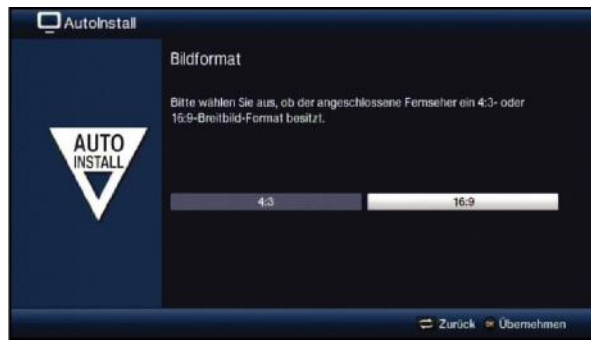 AutoInstall
Bildformat
Bitte wählen Sie aus, ob der angeschlossene Fernseher ein 4:3- oder
16:9-Breitbild-Format besitzt.
AUTO
INSTALL
4:3
16:9
Zurück OK Übernehmen